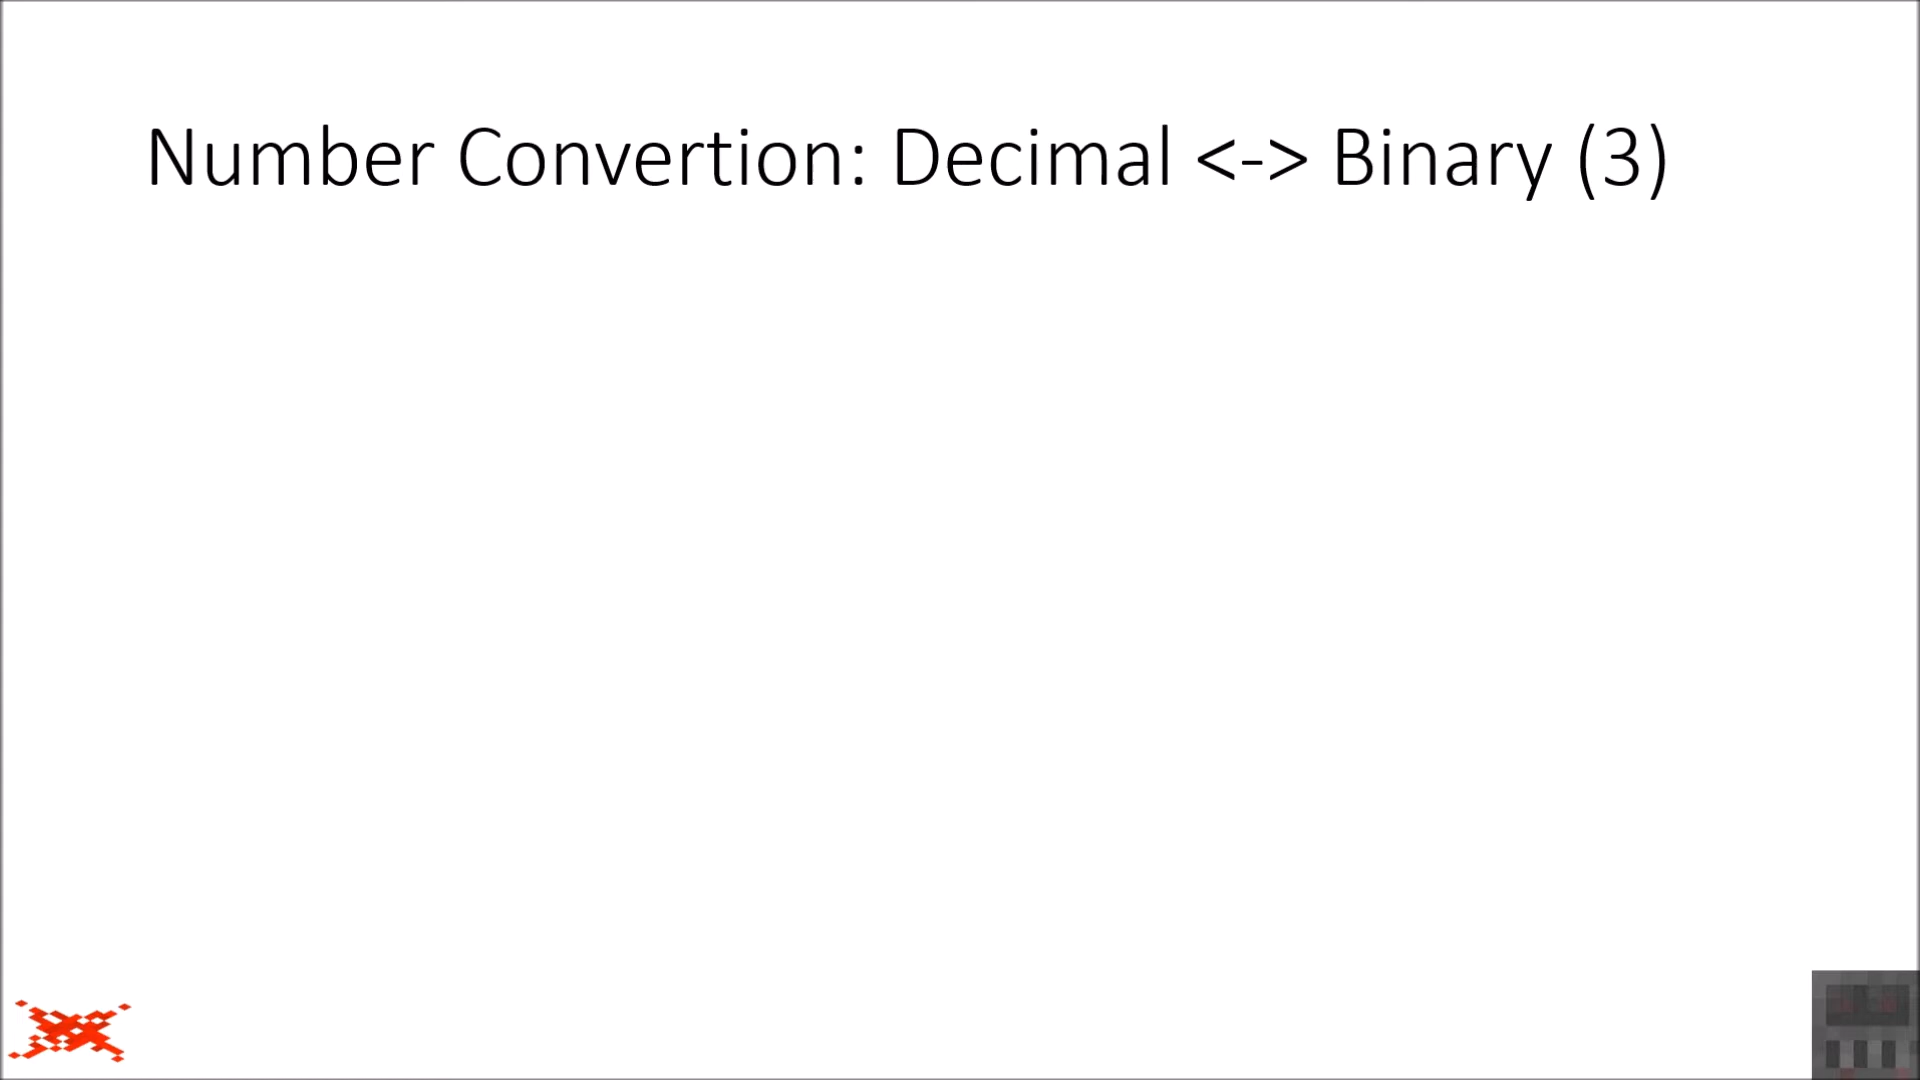 Number Convertion: Decimal <-> Binary (3)